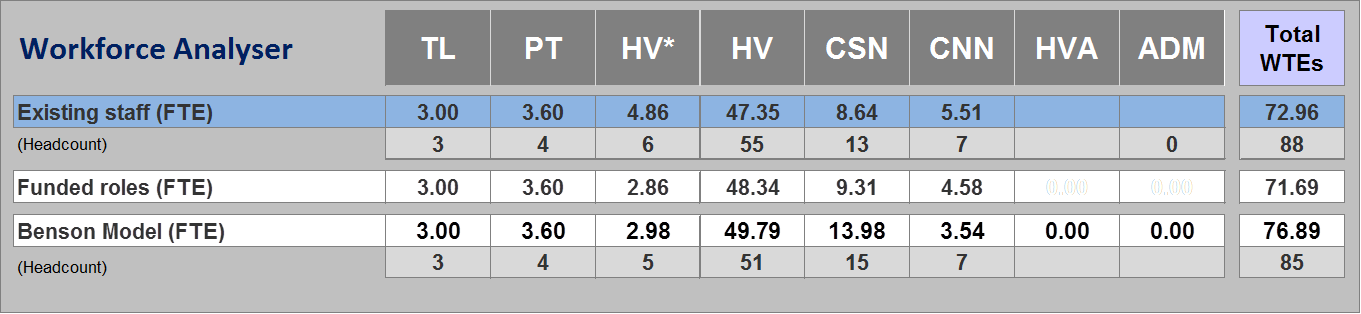 Workforce Analyser TL PT HV* HV CSN CNN HVA ADM Total WTEs
Existing staff (FTE) 3.00 3.60 4.86 47.35 8.64 5.51 72.96
(Headcount) 3 4 6 55 13 7 0 88
Funded roles (FTE) 3.00 3.60 2.86 48.34 9.31 4.58 0.00 0.00 71.69
Benson Model (FTE) 3.00 3.60 2.98 49.79 13.98 3.54 0.00 0.00 76.89
(Headcount) 3 4 5 51 15 7 85